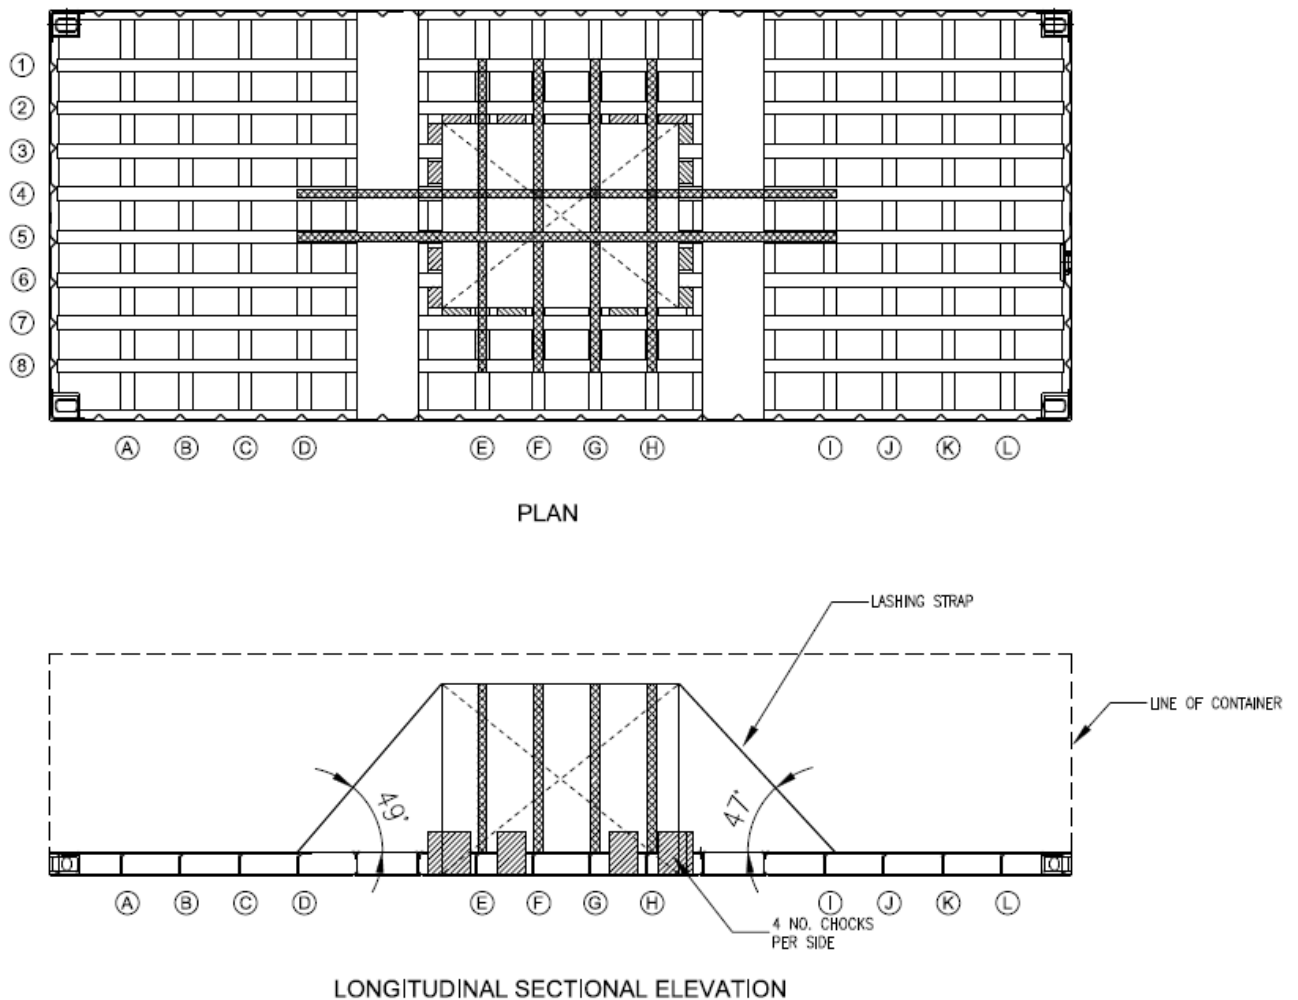 1
2
3
4
5
6
7
8
A B C D E F G H I J K L
PLAN
LASHING STRAP
LINE OF CONTAINER
49°
47°
A B C D E F G H I J K L
4 NO. CHOCKS
PER SIDE
LONGITUDINAL SECTIONAL ELEVATION